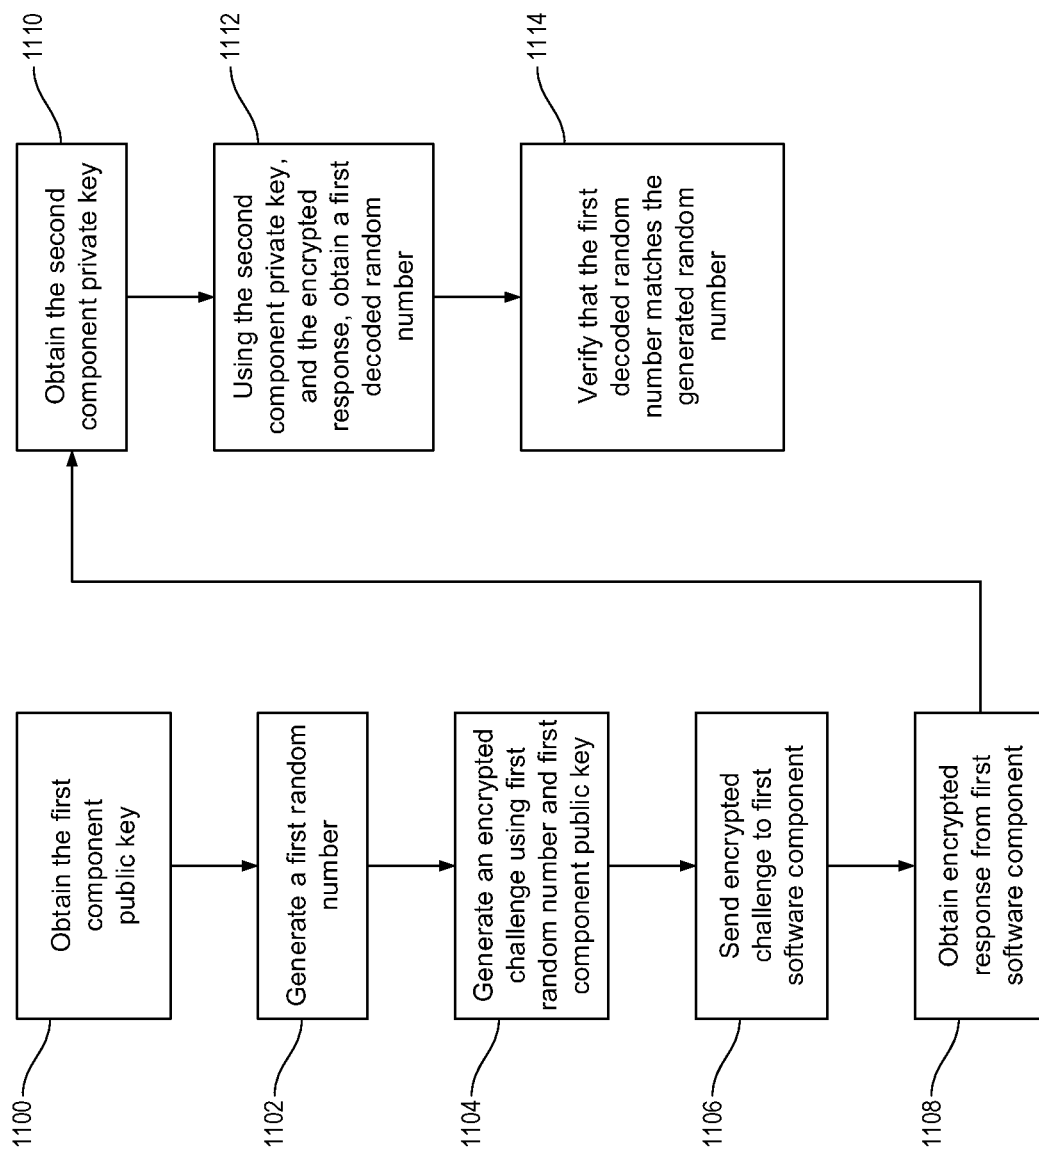 1100
Obtain the first
component
public key
1102
Generate a first random
number
1104
Generate an encrypted
challenge using first
random number and first
component public key
1106
Send encrypted
challenge to first
software component
1108
Obtain encrypted
response from first
software component
1110
Obtain the second
component private key
1112
Using the second
component private key,
and the encrypted
response, obtain a first
decoded random
number
1114
Verify that the first
decoded random
number matches the
generated random
number